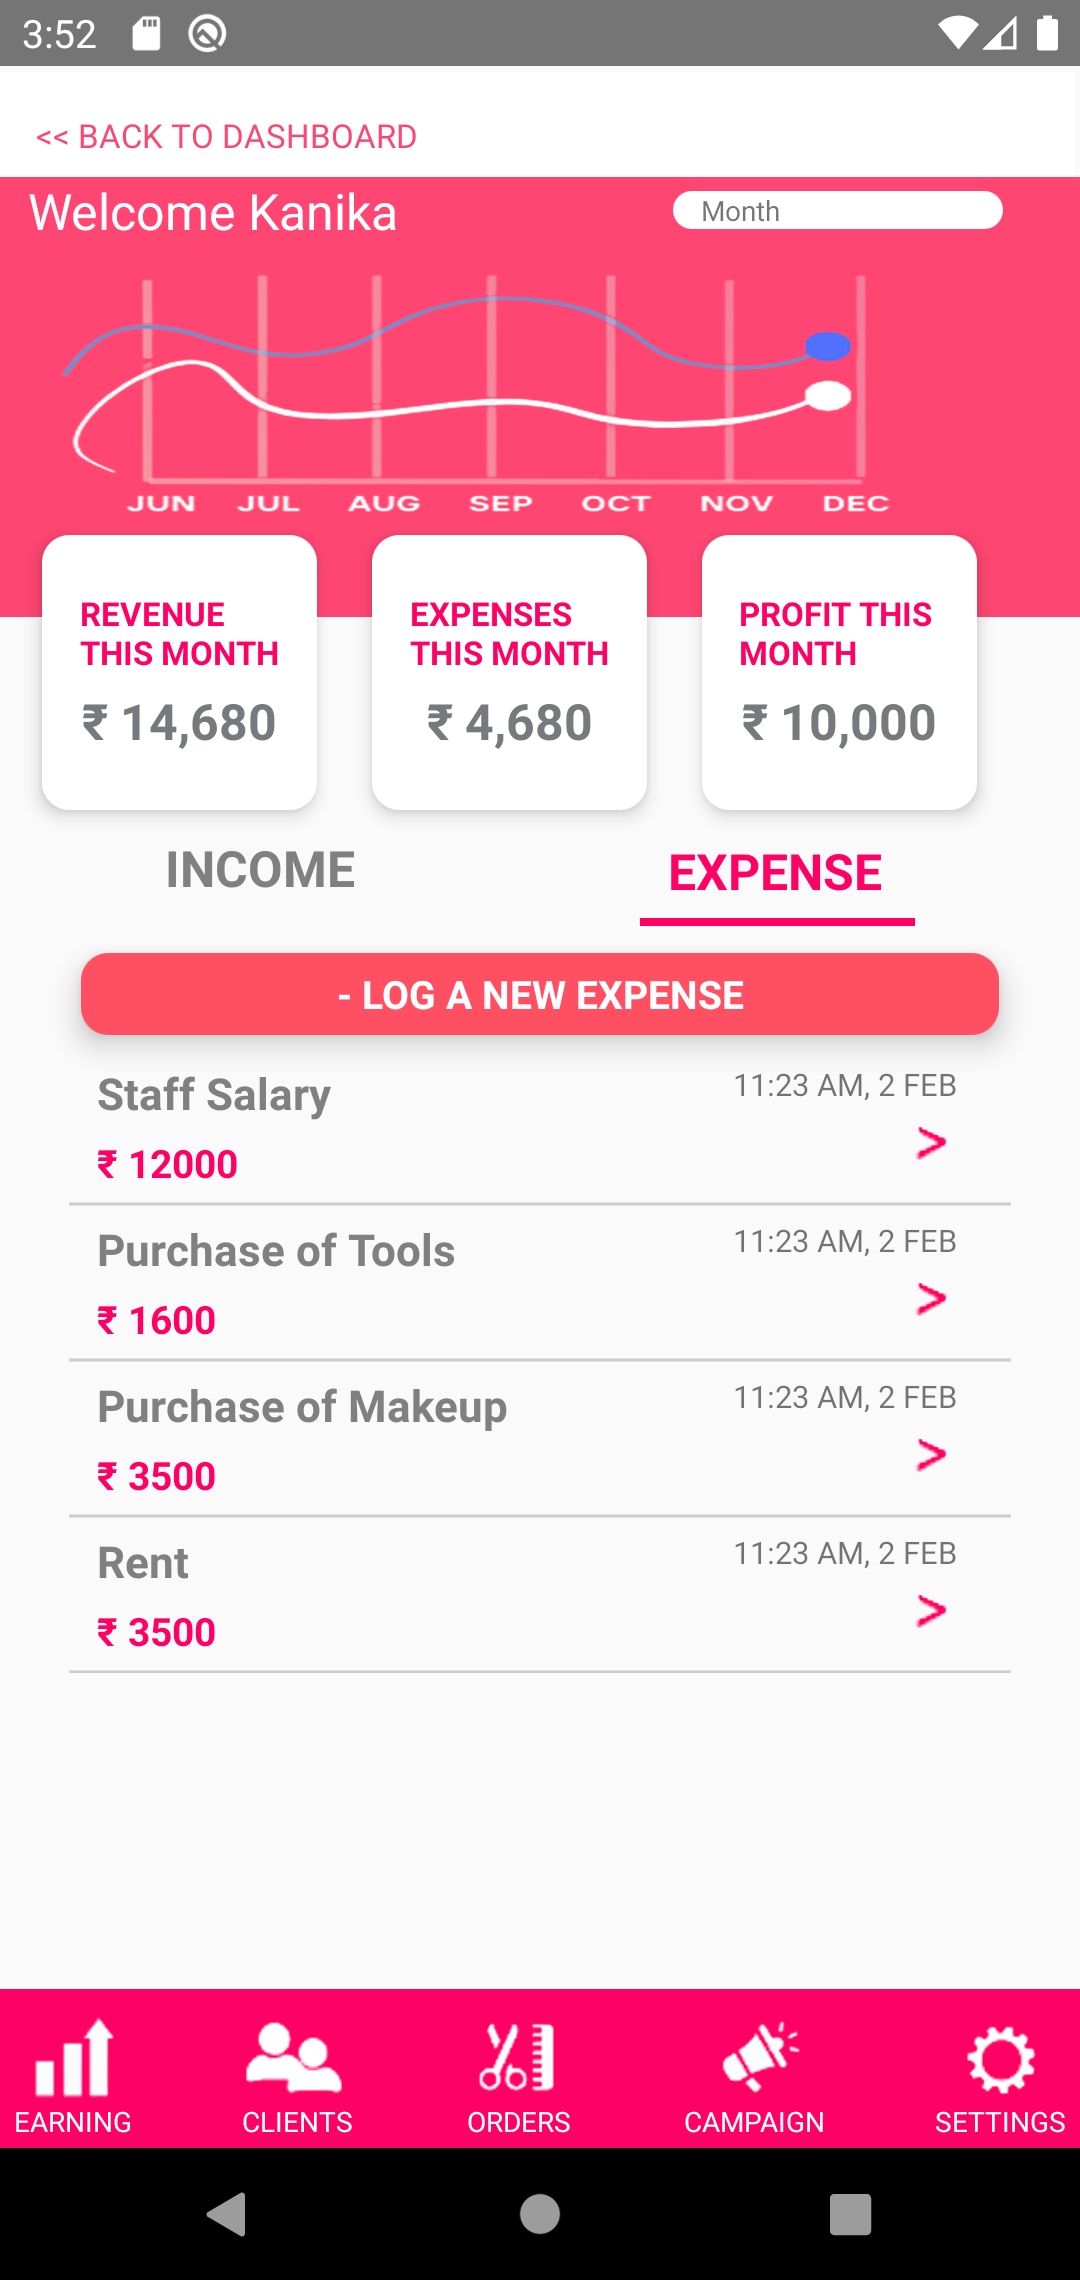 3:52
<< BACK TO DASHBOARD
Welcome Kanika
Month
JUN JUL AUG SEP OCT NOV DEC
REVENUE
THIS MONTH
₹ 14,680
EXPENSES
THIS MONTH
₹ 4,680
PROFIT THIS
MONTH
₹ 10,000
INCOME
EXPENSE
- LOG A NEW EXPENSE
Staff Salary
11:23 AM, 2 FEB
₹ 12000
>
Purchase of Tools
11:23 AM, 2 FEB
₹ 1600
>
Purchase of Makeup
11:23 AM, 2 FEB
₹ 3500
>
Rent
11:23 AM, 2 FEB
₹ 3500
>
EARNING
CLIENTS
ORDERS
CAMPAIGN
SETTINGS